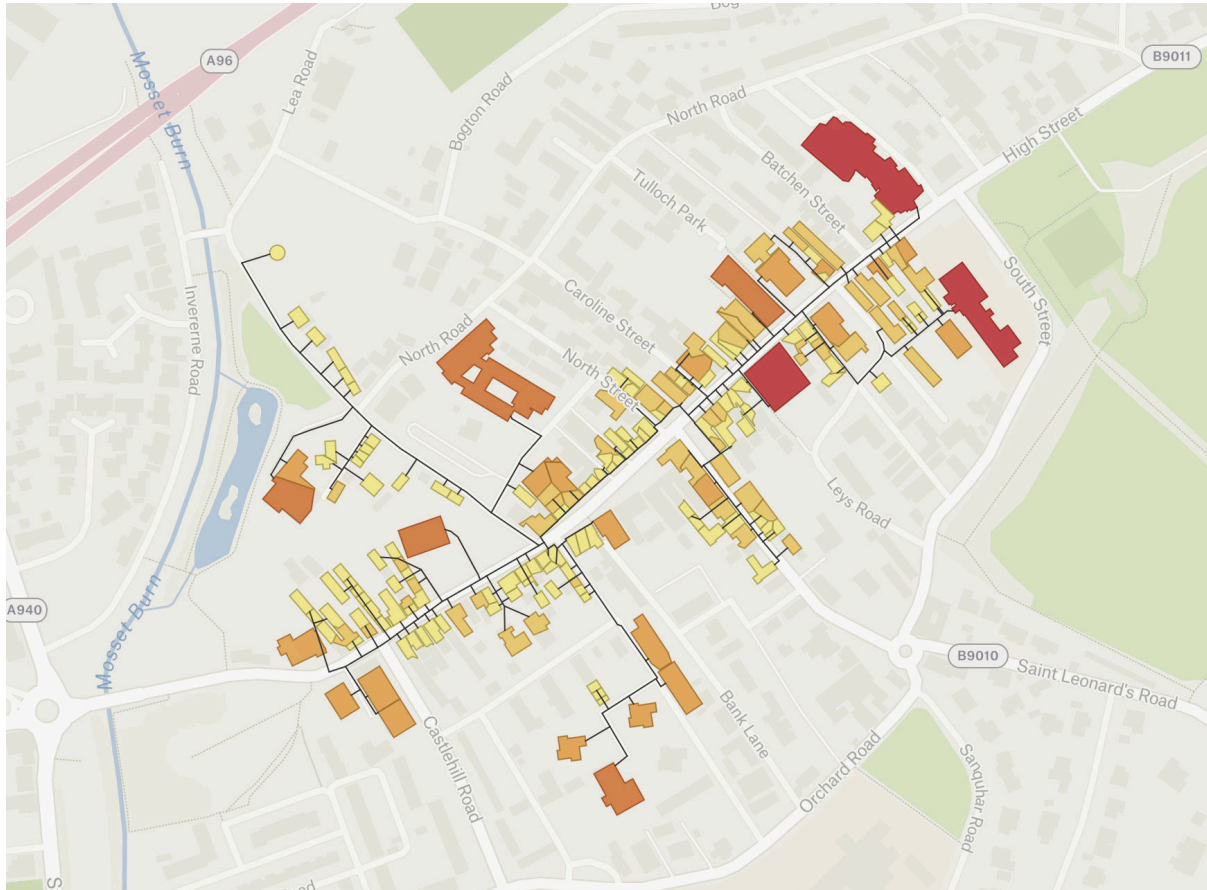 Bog
A96
Mosset Burn
Lea Road
Bogton Road
North Road
B9011
High Street
Batchen Street
Tulloch Park
South Street
Invererne Road
Caroline Street
North Road
North Street
Leys Road
A940
Mosset Burn
B9010
Saint Leonard's Road
Bank Lane
Castlehill Road
Orchard Road
Sanquhar Road
S